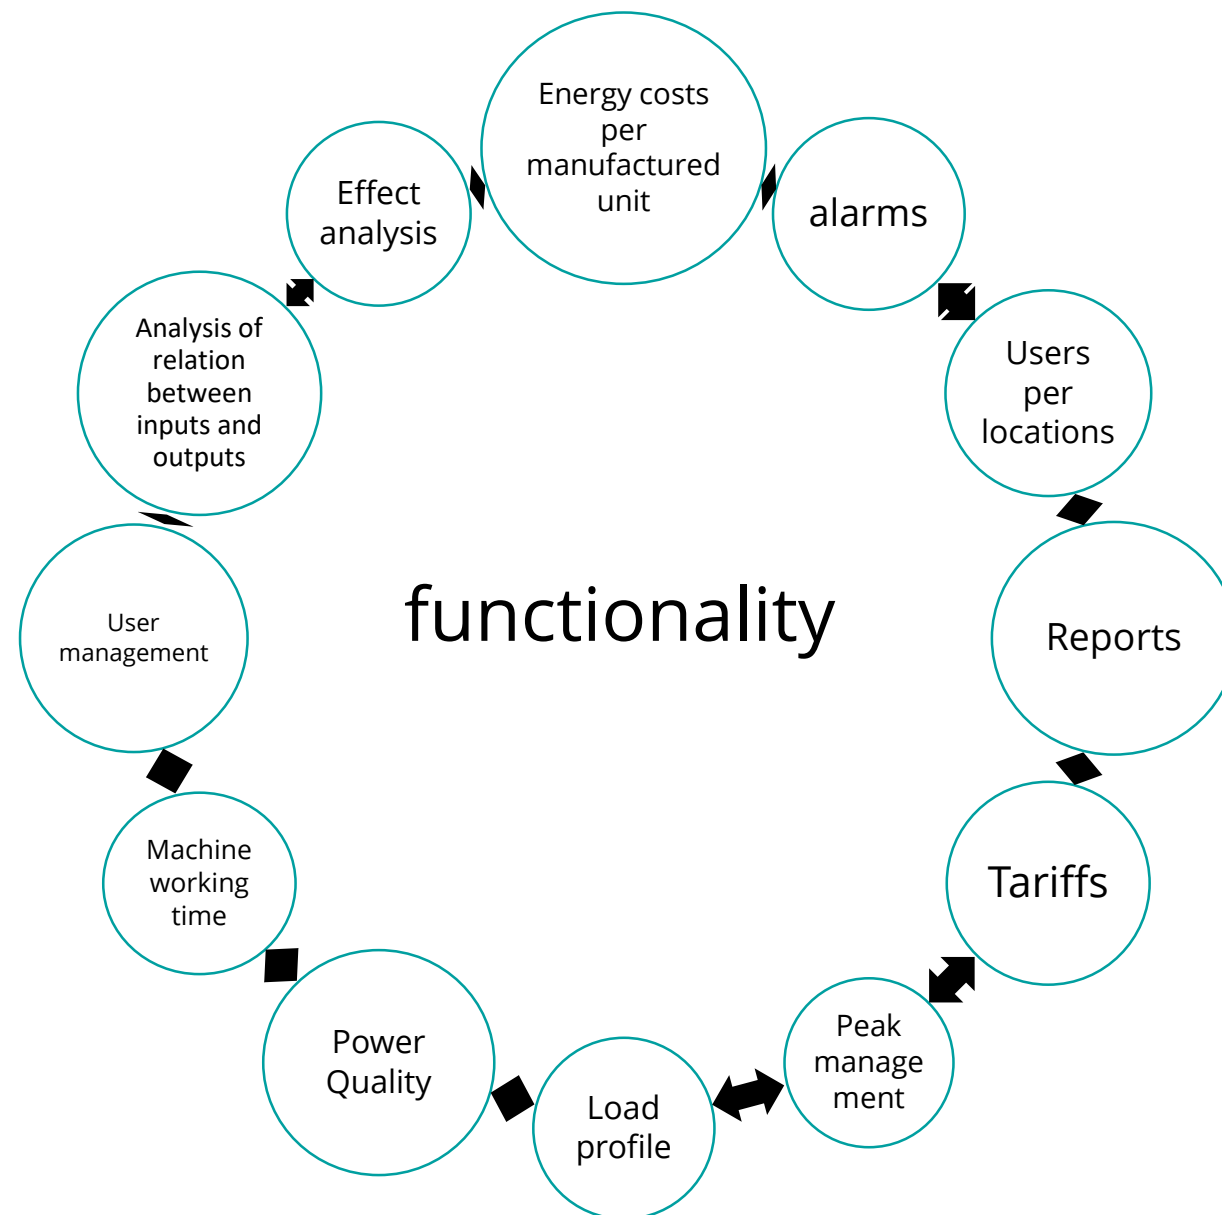 Energy costs
per
manufactured
unit
alarms
Users
per
locations
Reports
Tariffs
Peak
manage
ment
Load
profile
Power
Quality
Machine
working
time
User
management
Analysis of
relation
between
inputs and
outputs
Effect
analysis
functionality